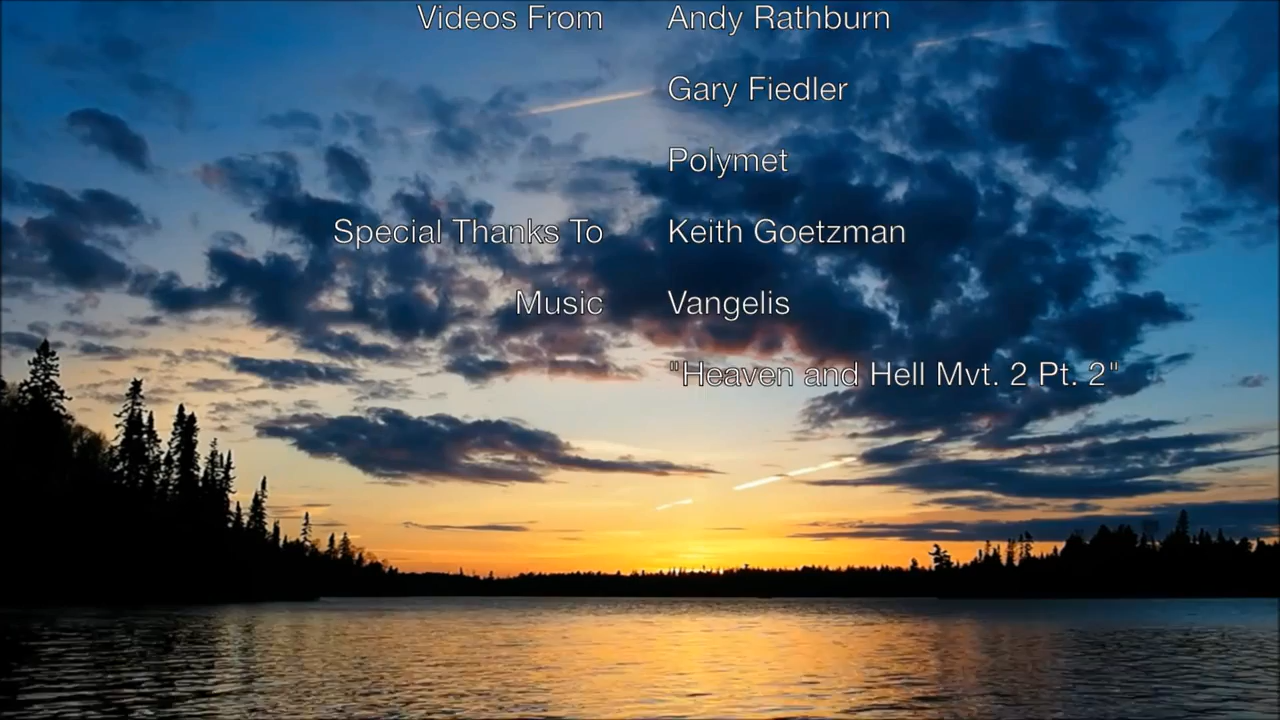 Videos From Andy Rathburn
Gary Fiedler
Polymet
Special Thanks To Keith Goetzman
Music Vangelis
"Heaven and Hell Mvt. 2 Pt. 2"